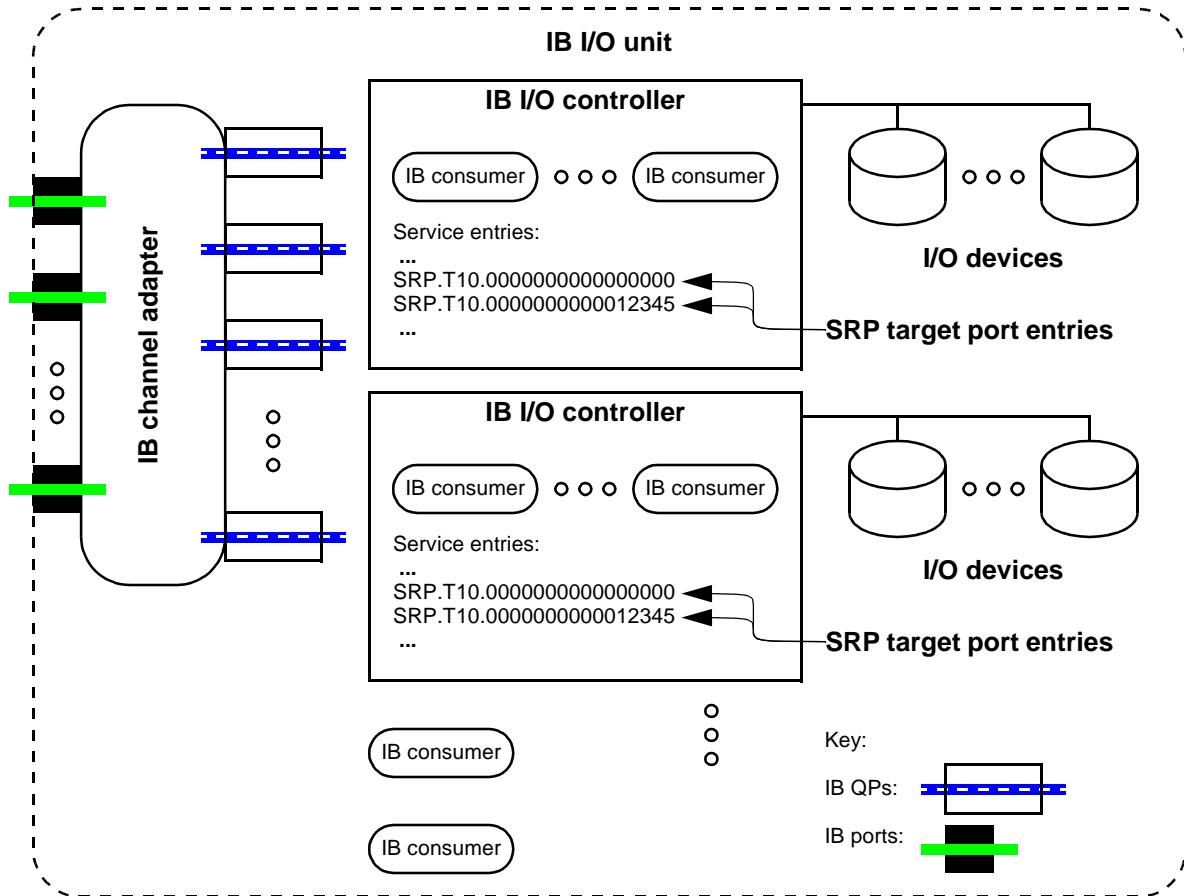 IB I/O unit
IB channel adapter
IB I/O controller
IB consumer
IB consumer
Service entries:
...
SRP.T10.0000000000000000
SRP.T10.0000000000012345
...
I/O devices
SRP target port entries
IB I/O controller
IB consumer
IB consumer
Service entries:
...
SRP.T10.0000000000000000
SRP.T10.0000000000012345
...
I/O devices
SRP target port entries
IB consumer
IB consumer
Key:
IB QPs:
IB ports: